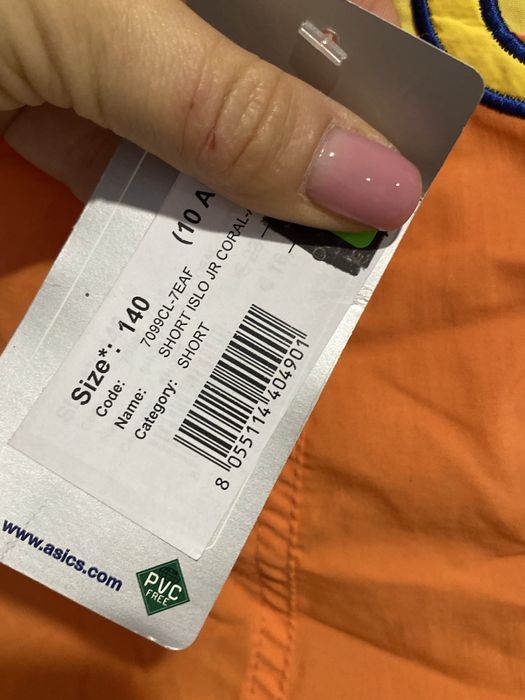 Size*: 140 (10 A
Code: 7099CL-7EAF
Name: SHORT ISLO JR CORAL-
Category: SHORT
8 055114 404901
www.asics.com
PVC
FREE